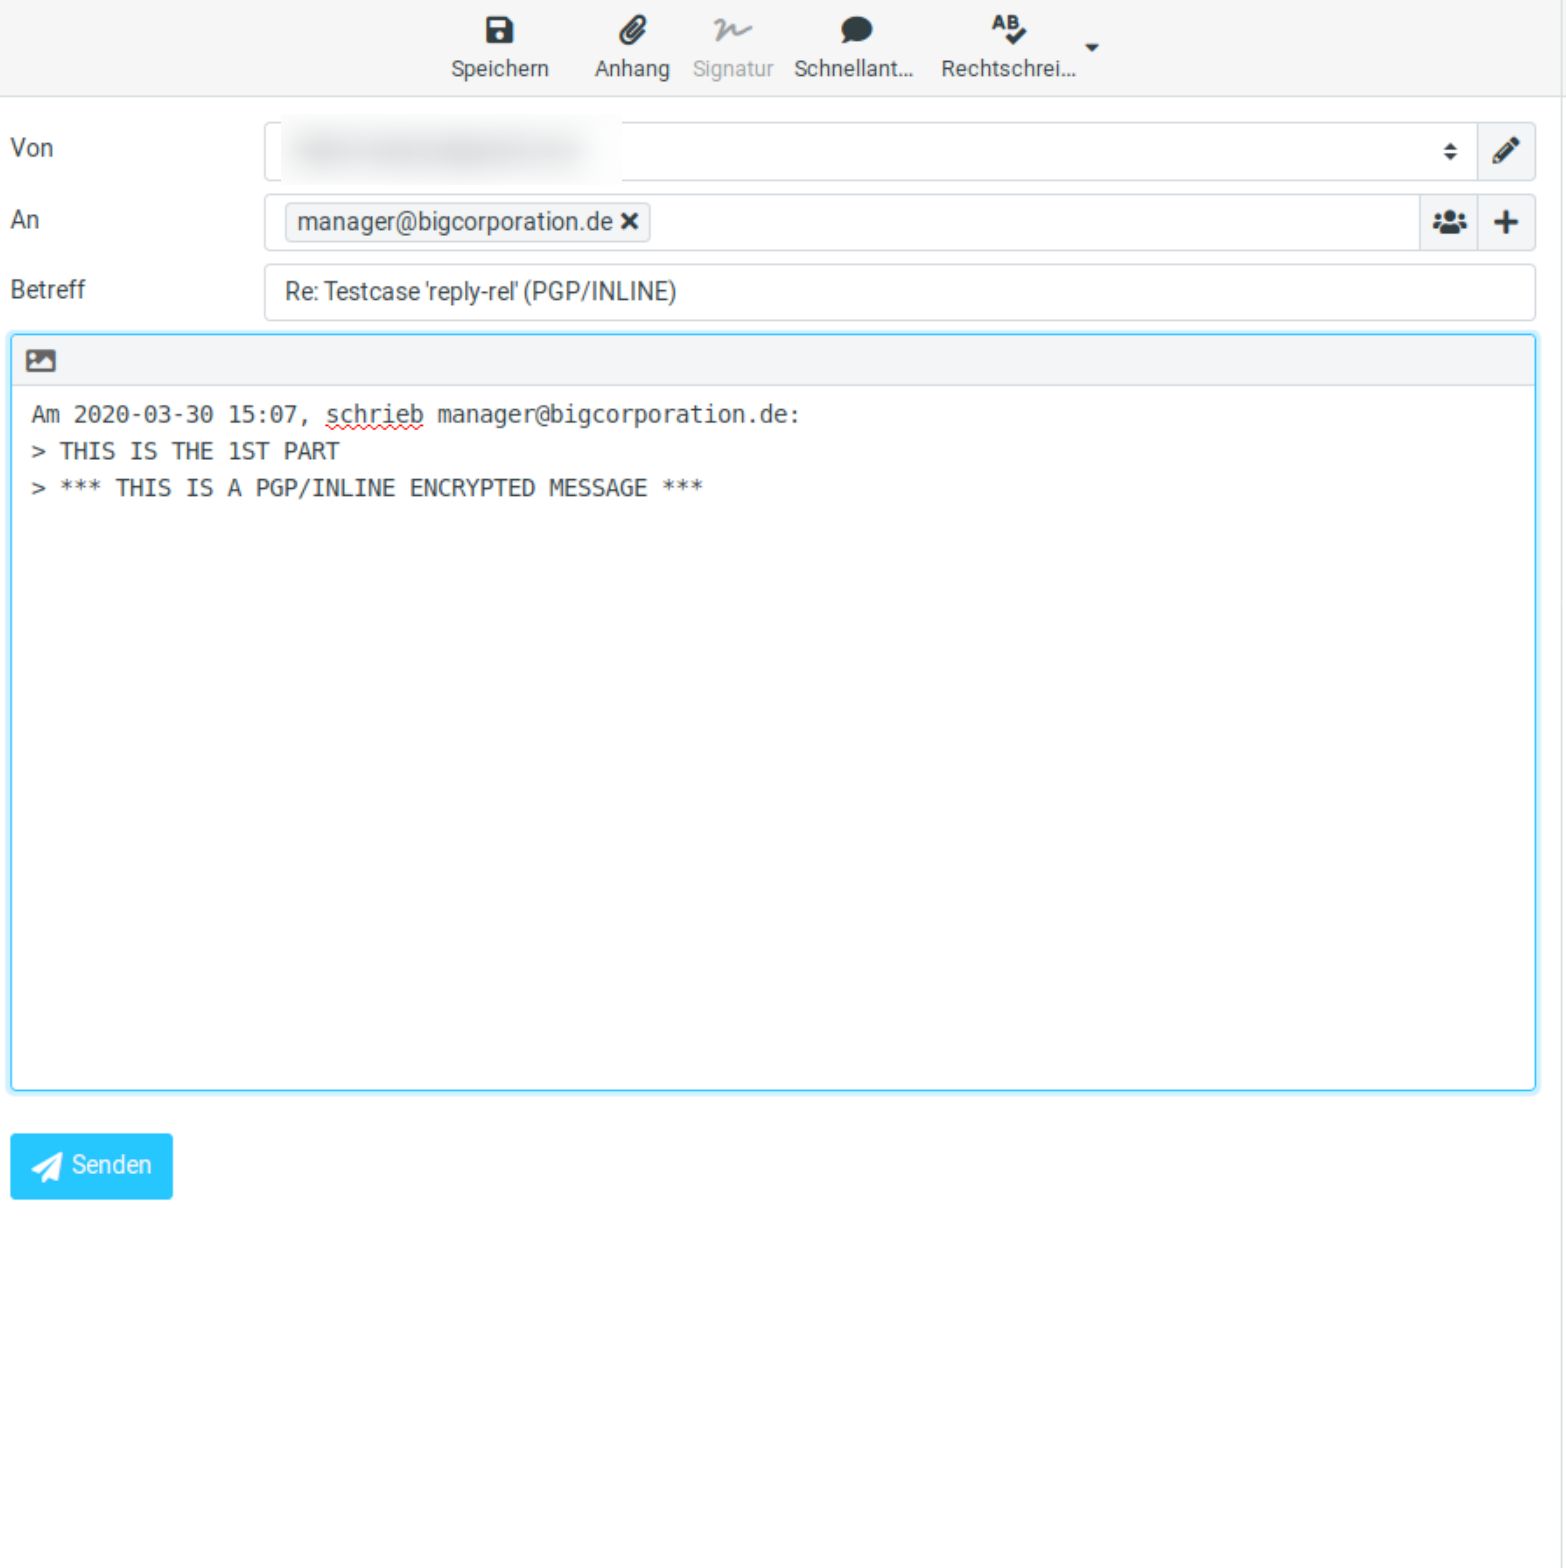 Speichern Anhang Signatur Schnellant... Rechtschrei...
Von
An manager@bigcorporation.de
Betreff Re: Testcase 'reply-rel' (PGP/INLINE)
Am 2020-03-30 15:07, schrieb manager@bigcorporation.de:
> THIS IS THE 1ST PART
> *** THIS IS A PGP/INLINE ENCRYPTED MESSAGE ***
Senden